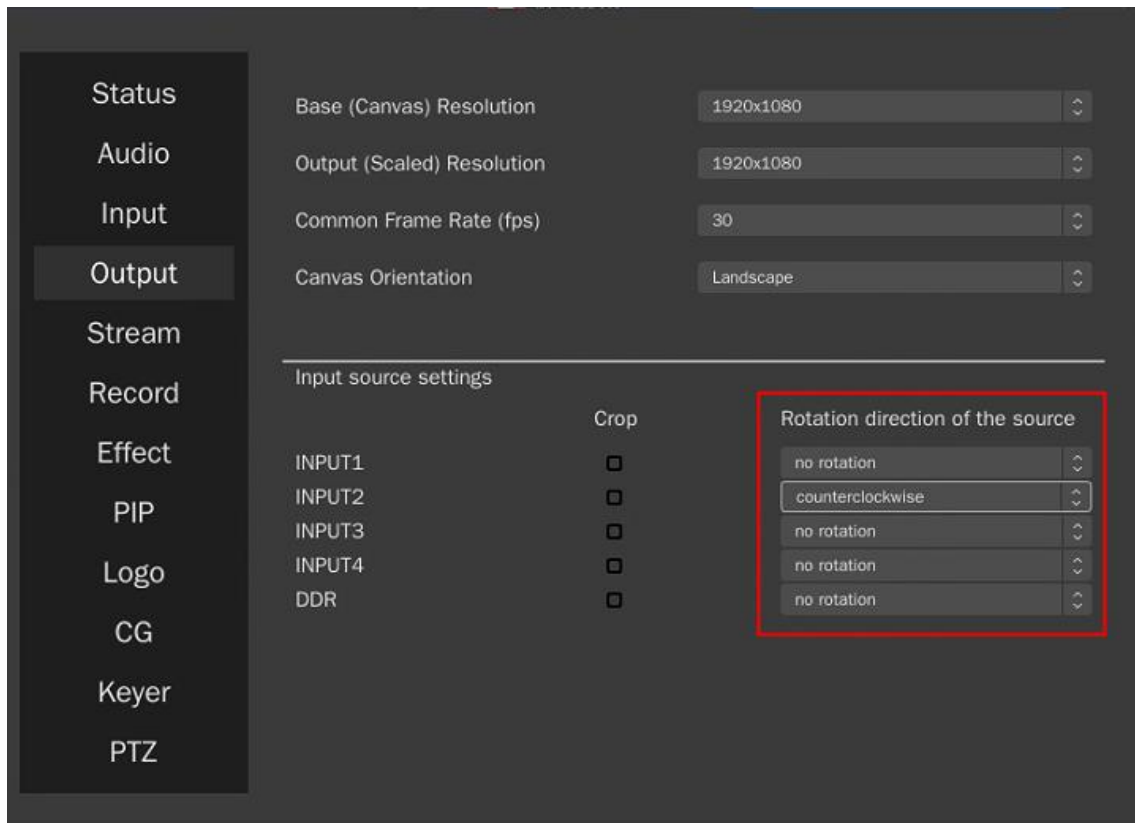 Status
Audio
Input
Output
Stream
Record
Effect
PIP
Logo
CG
Keyer
PTZ
Base (Canvas) Resolution 1920x1080
Output (Scaled) Resolution 1920x1080
Common Frame Rate (fps) 30
Canvas Orientation Landscape
Input source settings
Crop Rotation direction of the source
INPUT1 no rotation
INPUT2 counterclockwise
INPUT3 no rotation
INPUT4 no rotation
DDR no rotation